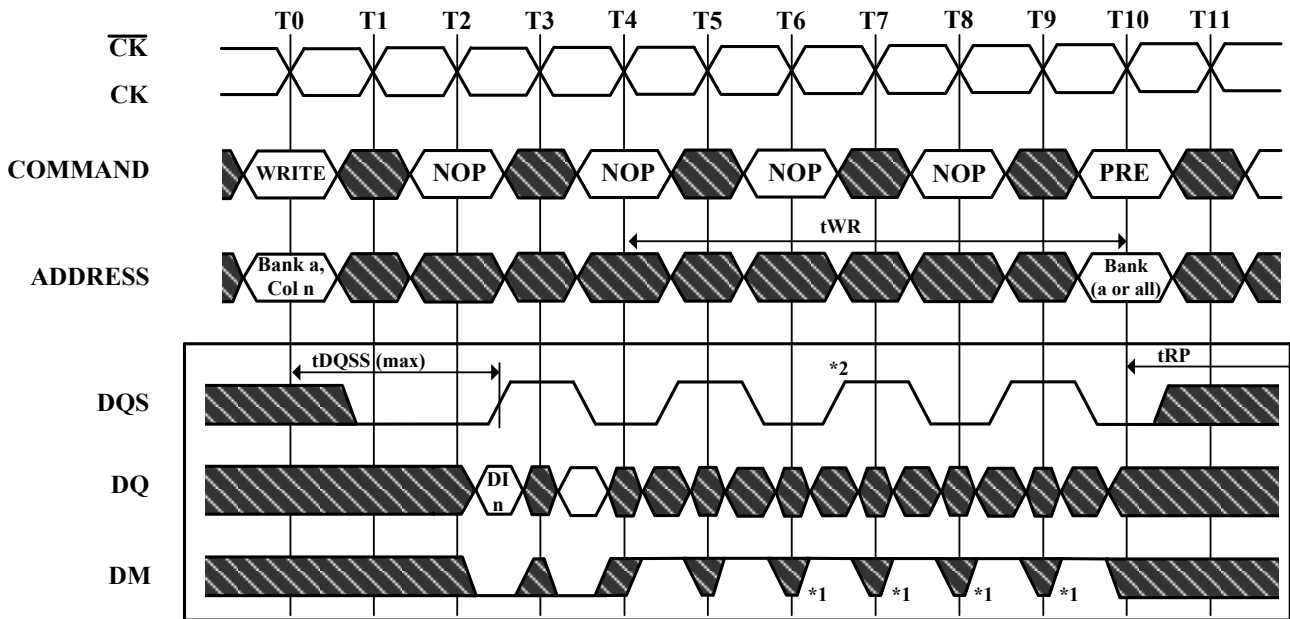 T0 T1 T2 T3 T4 T5 T6 T7 T8 T9 T10 T11
CK
CK
COMMAND
WRITE NOP NOP NOP NOP PRE
tWR
ADDRESS
Bank a,
Col n
Bank
(a or all)
tDQSS (max)
tRP
*2
DQS
DQ
DI
n
DM
*1 *1 *1 *1